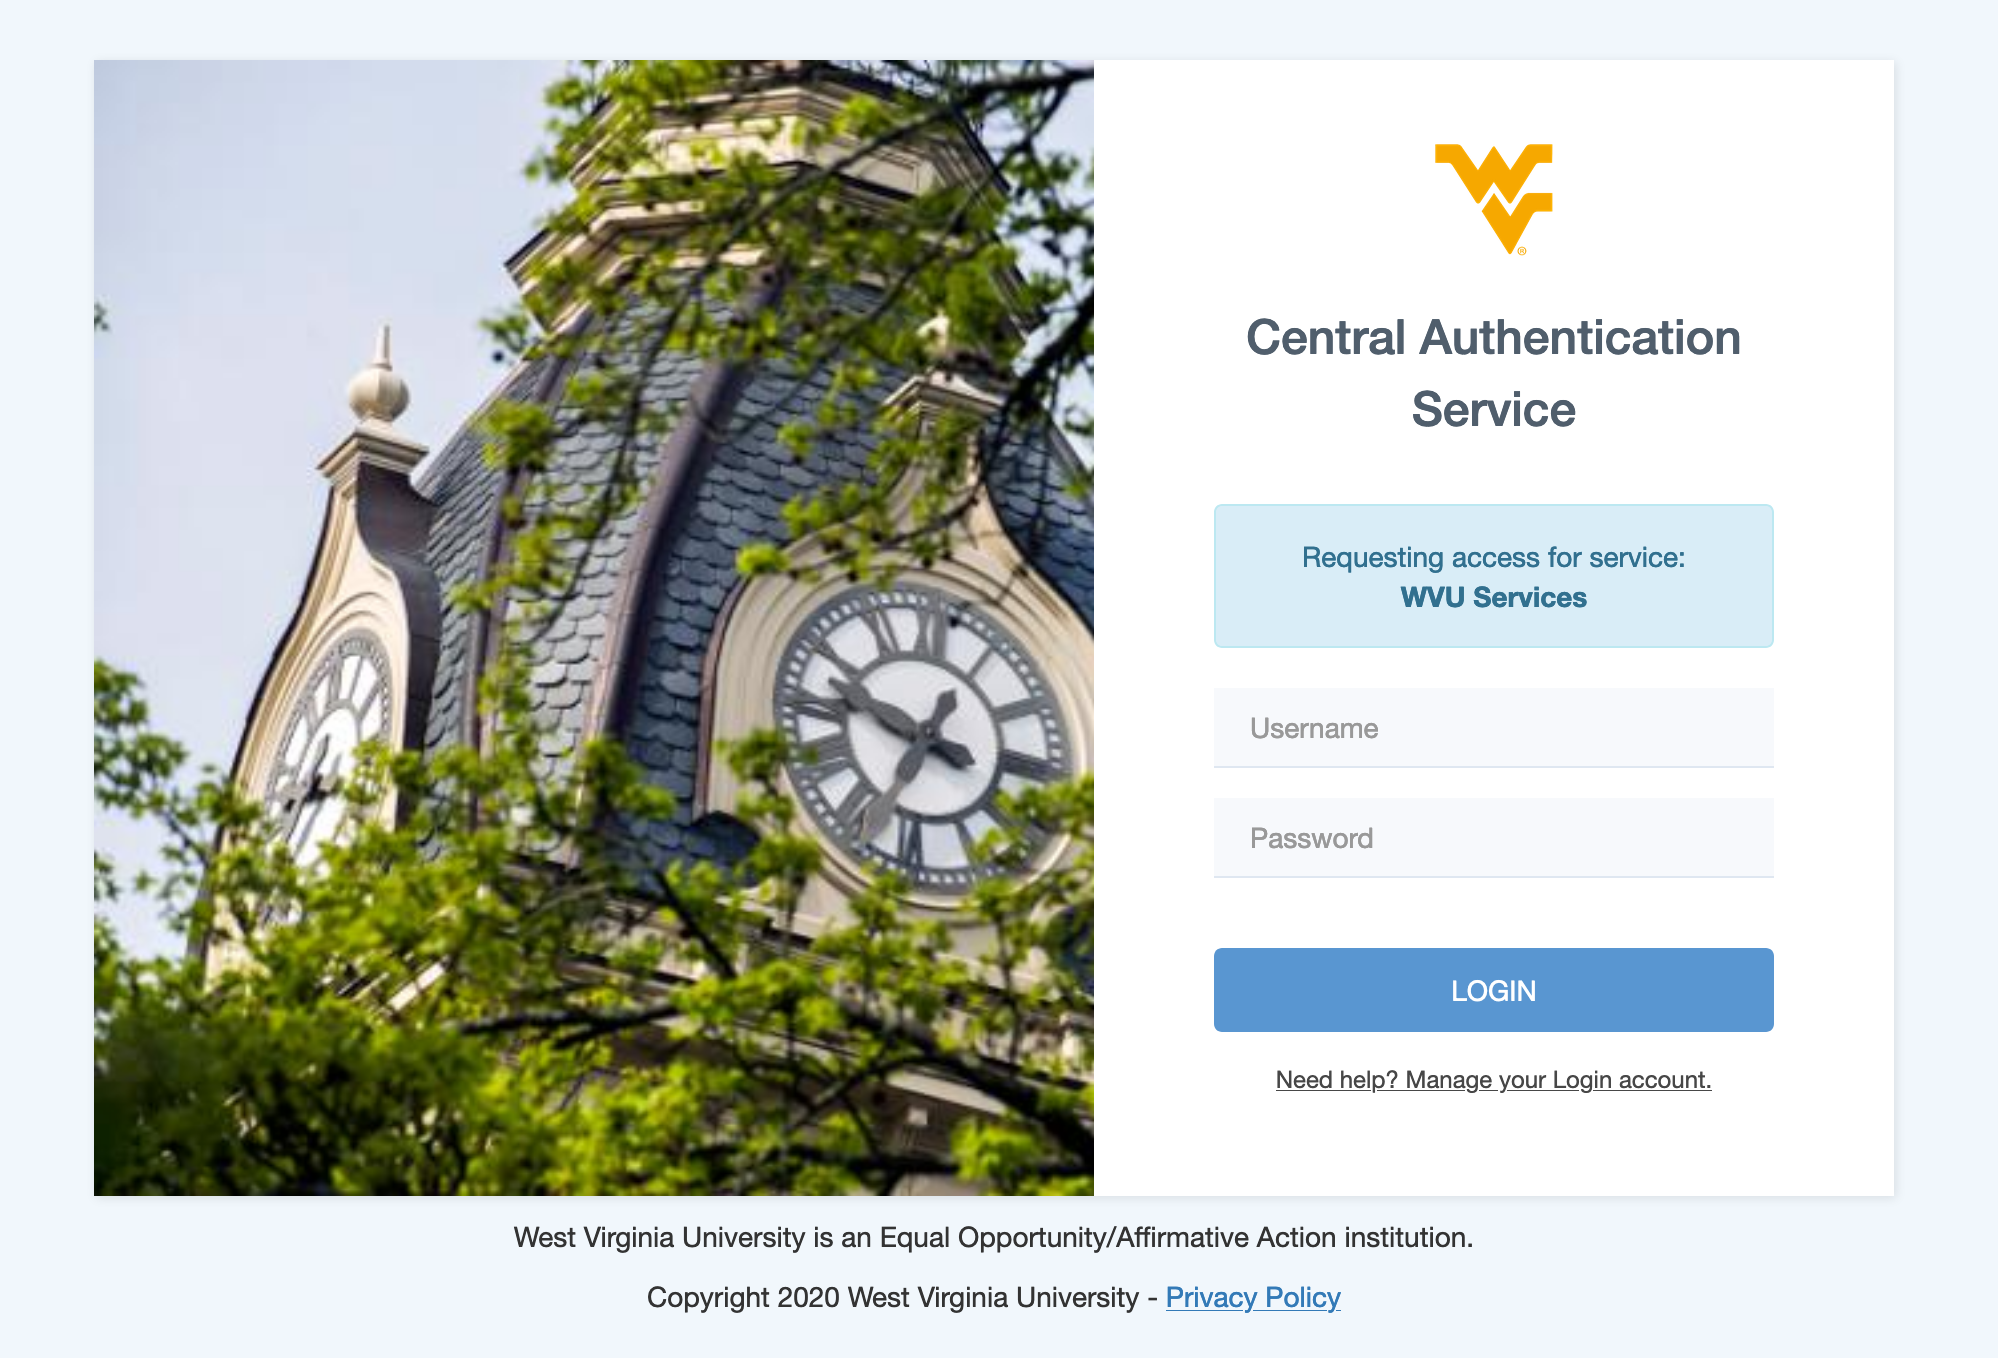 Central Authentication
Service
Requesting access for service:
WVU Services
Username
Password
LOGIN
Need help? Manage your Login account.
West Virginia University is an Equal Opportunity/Affirmative Action institution.
Copyright 2020 West Virginia University - Privacy Policy